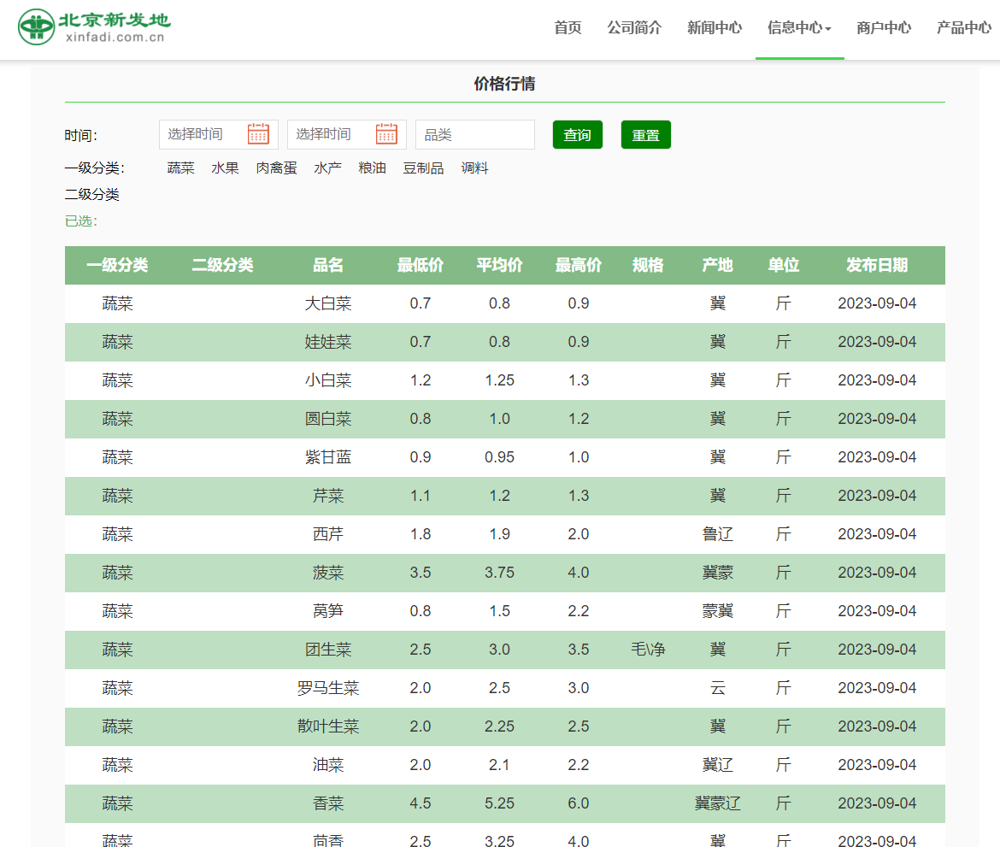 北京新发地
xinfadi.com.cn
首页 公司简介 新闻中心 信息中心 商户中心 产品中心
价格行情
时间： 选择时间 选择时间 品类 查询 重置
一级分类： 蔬菜 水果 肉禽蛋 水产 粮油 豆制品 调料
二级分类
已选：
一级分类 二级分类 品名 最低价 平均价 最高价 规格 产地 单位 发布日期
蔬菜 大白菜 0.7 0.8 0.9 冀 斤 2023-09-04
蔬菜 娃娃菜 0.7 0.8 0.9 冀 斤 2023-09-04
蔬菜 小白菜 1.2 1.25 1.3 冀 斤 2023-09-04
蔬菜 圆白菜 0.8 1.0 1.2 冀 斤 2023-09-04
蔬菜 紫甘蓝 0.9 0.95 1.0 冀 斤 2023-09-04
蔬菜 芹菜 1.1 1.2 1.3 冀 斤 2023-09-04
蔬菜 西芹 1.8 1.9 2.0 鲁辽 斤 2023-09-04
蔬菜 菠菜 3.5 3.75 4.0 冀蒙 斤 2023-09-04
蔬菜 莴笋 0.8 1.5 2.2 蒙冀 斤 2023-09-04
蔬菜 团生菜 2.5 3.0 3.5 毛\净 冀 斤 2023-09-04
蔬菜 罗马生菜 2.0 2.5 3.0 云 斤 2023-09-04
蔬菜 散叶生菜 2.0 2.25 2.5 冀 斤 2023-09-04
蔬菜 油菜 2.0 2.1 2.2 冀辽 斤 2023-09-04
蔬菜 香菜 4.5 5.25 6.0 冀蒙辽 斤 2023-09-04
蔬菜 茴香 2.5 3.25 4.0 冀 斤 2023-09-04